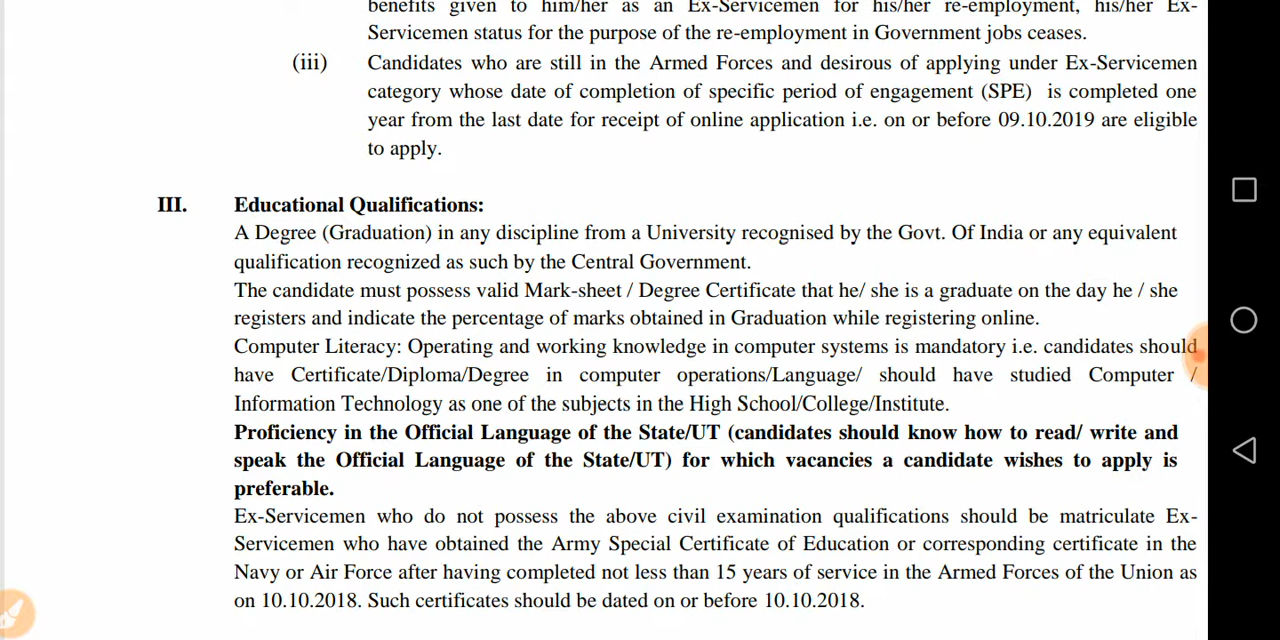 benefits given to him/her as an Ex-Servicemen for his/her re-employment, his/her Ex-
Servicemen status for the purpose of the re-employment in Government jobs ceases.
(iii) Candidates who are still in the Armed Forces and desirous of applying under Ex-Servicemen
category whose date of completion of specific period of engagement (SPE) is completed one
year from the last date for receipt of online application i.e. on or before 09.10.2019 are eligible
to apply.
III. Educational Qualifications:
A Degree (Graduation) in any discipline from a University recognised by the Govt. Of India or any equivalent
qualification recognized as such by the Central Government.
The candidate must possess valid Mark-sheet / Degree Certificate that he/ she is a graduate on the day he / she
registers and indicate the percentage of marks obtained in Graduation while registering online.
Computer Literacy: Operating and working knowledge in computer systems is mandatory i.e. candidates should
have Certificate/Diploma/Degree in computer operations/Language/ should have studied Computer /
Information Technology as one of the subjects in the High School/College/Institute.
Proficiency in the Official Language of the State/UT (candidates should know how to read/ write and
speak the Official Language of the State/UT) for which vacancies a candidate wishes to apply is
preferable.
Ex-Servicemen who do not possess the above civil examination qualifications should be matriculate Ex-
Servicemen who have obtained the Army Special Certificate of Education or corresponding certificate in the
Navy or Air Force after having completed not less than 15 years of service in the Armed Forces of the Union as
on 10.10.2018. Such certificates should be dated on or before 10.10.2018.